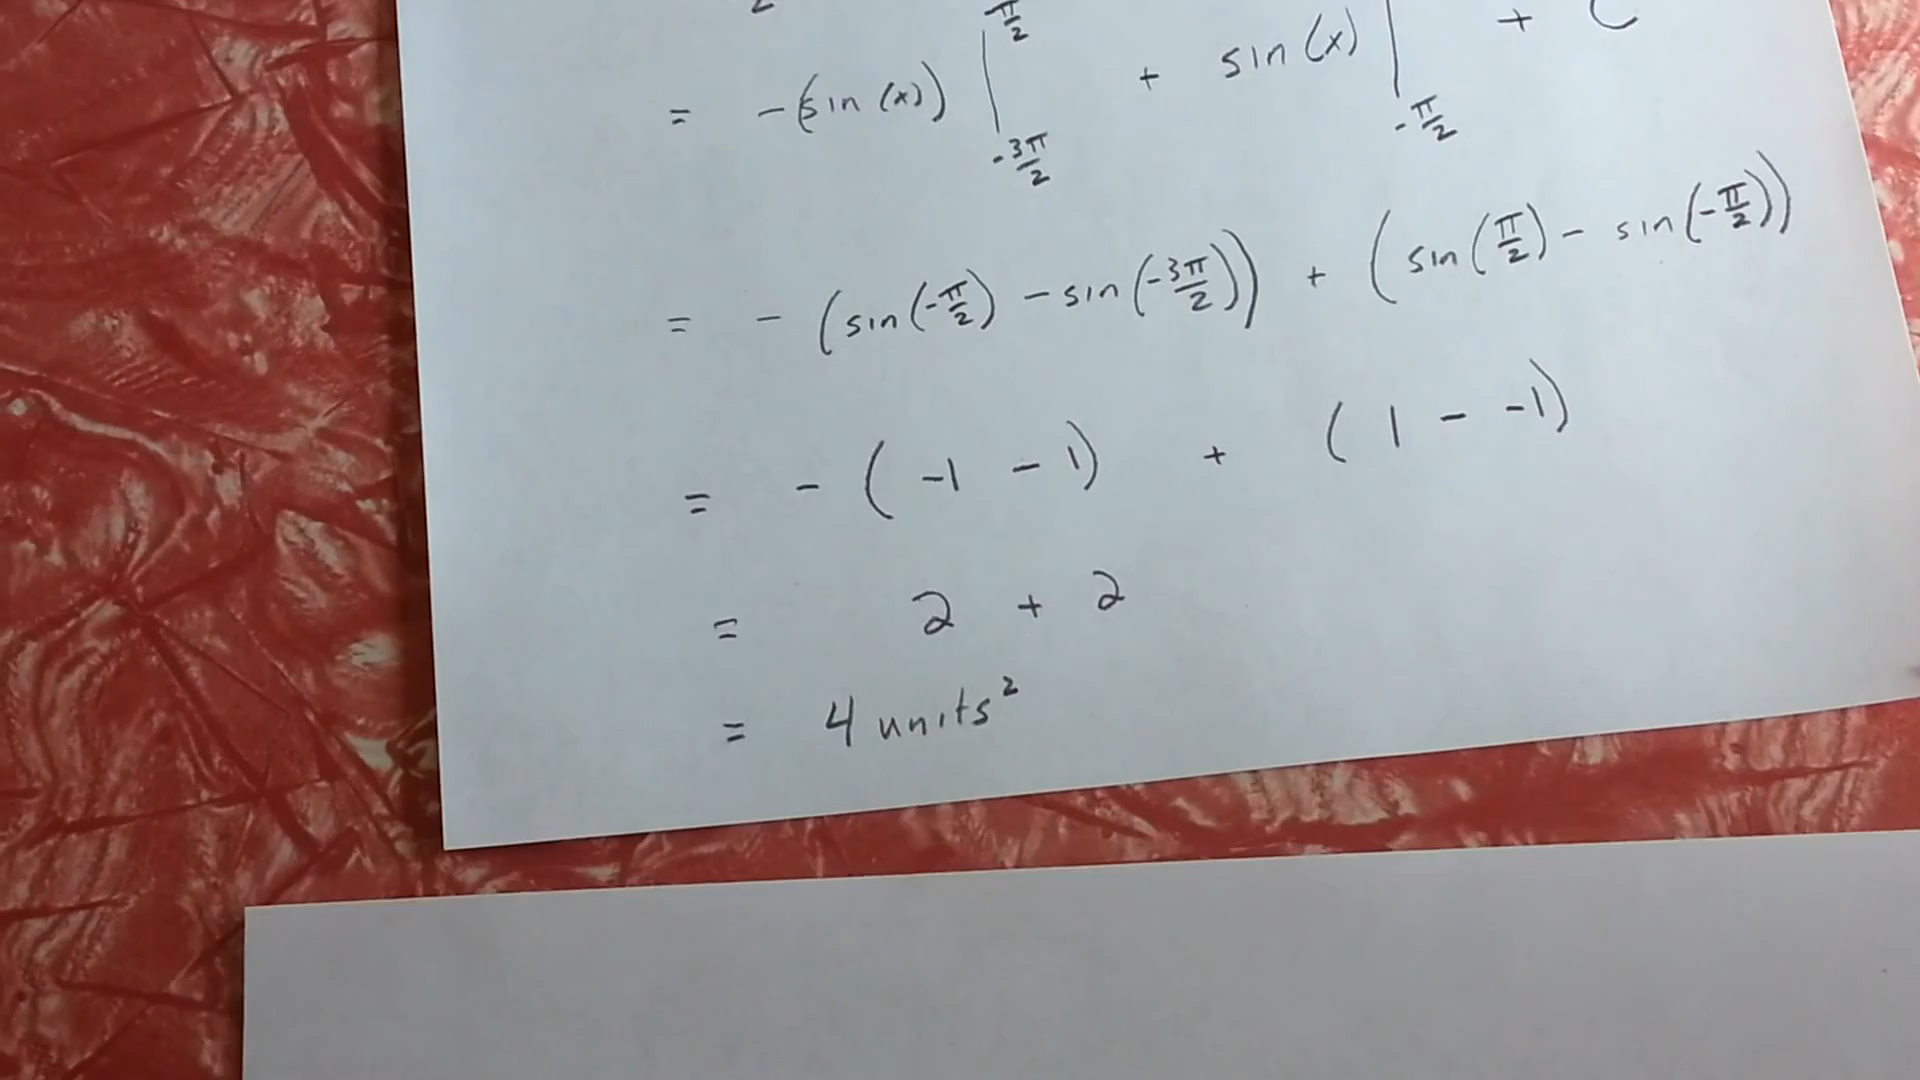 = -(sin (x)) | π/2 -3π/2 + sin (x) | -π/2 + C
= - (sin(-π/2) - sin(-3π/2)) + (sin(π/2) - sin(-π/2))
= - ( -1 - 1) + ( 1 - -1)
= 2 + 2
= 4 units²